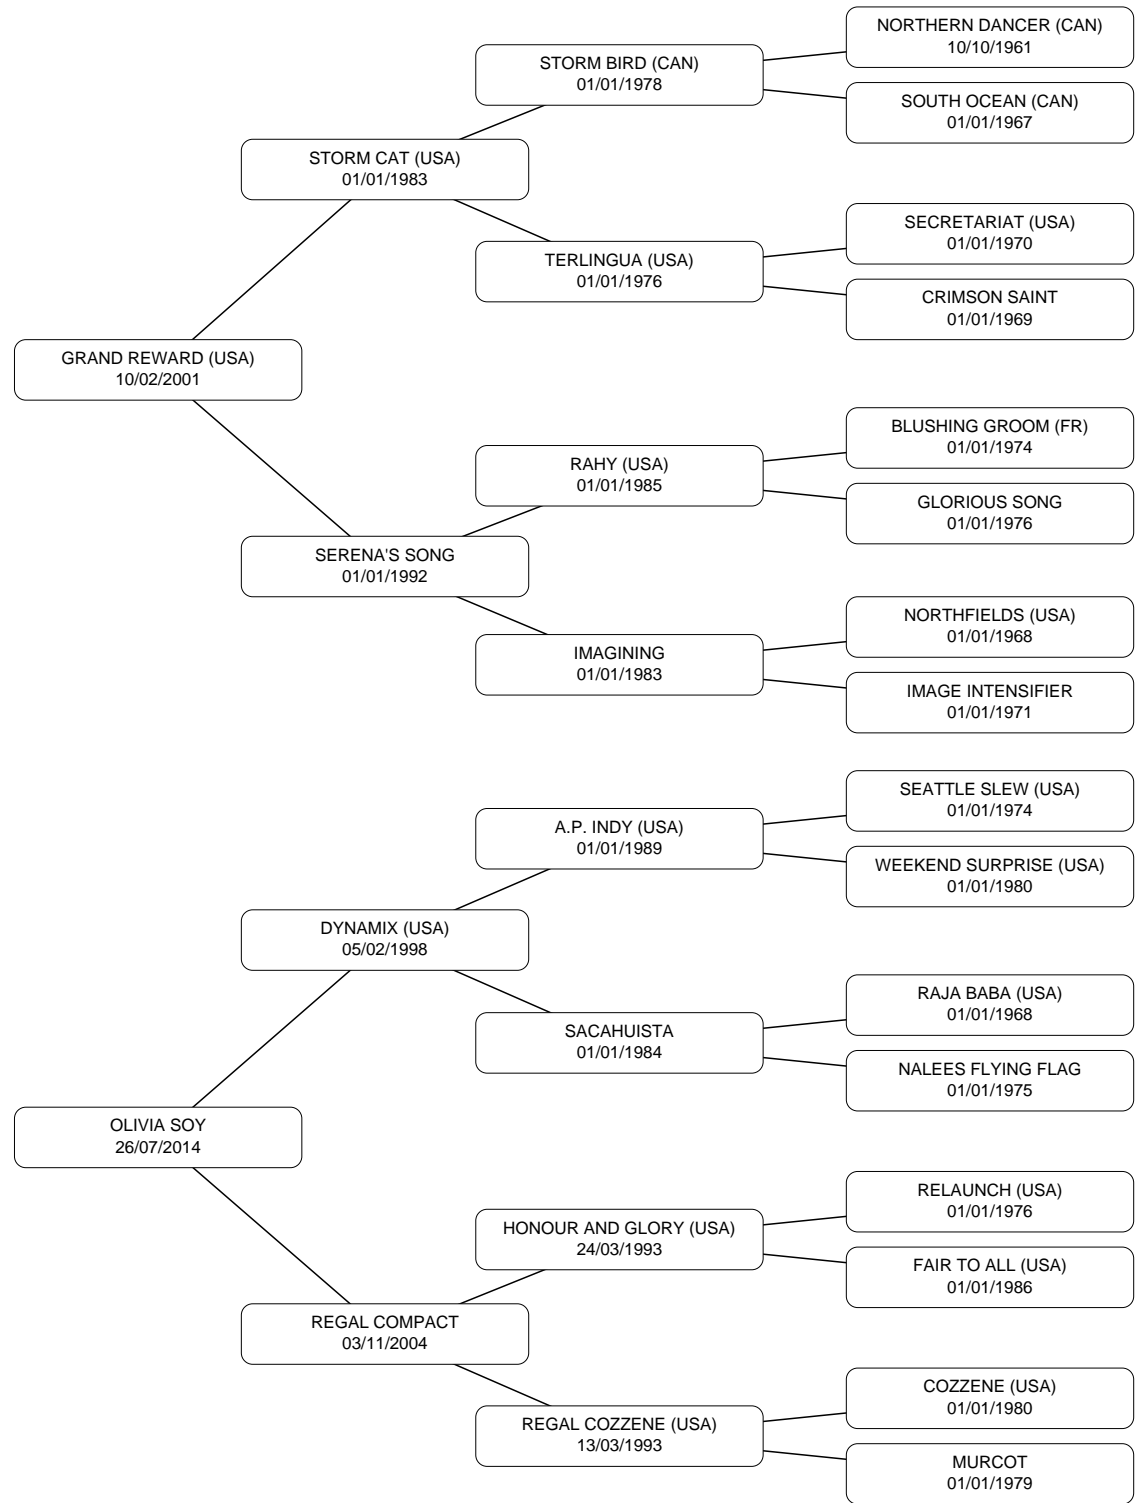 NORTHERN DANCER (CAN)
10/10/1961
STORM BIRD (CAN)
01/01/1978
SOUTH OCEAN (CAN)
01/01/1967
STORM CAT (USA)
01/01/1983
SECRETARIAT (USA)
01/01/1970
TERLINGUA (USA)
01/01/1976
CRIMSON SAINT
01/01/1969
GRAND REWARD (USA)
10/02/2001
BLUSHING GROOM (FR)
01/01/1974
RAHY (USA)
01/01/1985
GLORIOUS SONG
01/01/1976
SERENA'S SONG
01/01/1992
NORTHFIELDS (USA)
01/01/1968
IMAGINING
01/01/1983
IMAGE INTENSIFIER
01/01/1971
SEATTLE SLEW (USA)
01/01/1974
A.P. INDY (USA)
01/01/1989
WEEKEND SURPRISE (USA)
01/01/1980
DYNAMIX (USA)
05/02/1998
RAJA BABA (USA)
01/01/1968
SACAHUISTA
01/01/1984
NALEES FLYING FLAG
01/01/1975
OLIVIA SOY
26/07/2014
RELAUNCH (USA)
01/01/1976
HONOUR AND GLORY (USA)
24/03/1993
FAIR TO ALL (USA)
01/01/1986
REGAL COMPACT
03/11/2004
COZZENE (USA)
01/01/1980
REGAL COZZENE (USA)
13/03/1993
MURCOT
01/01/1979